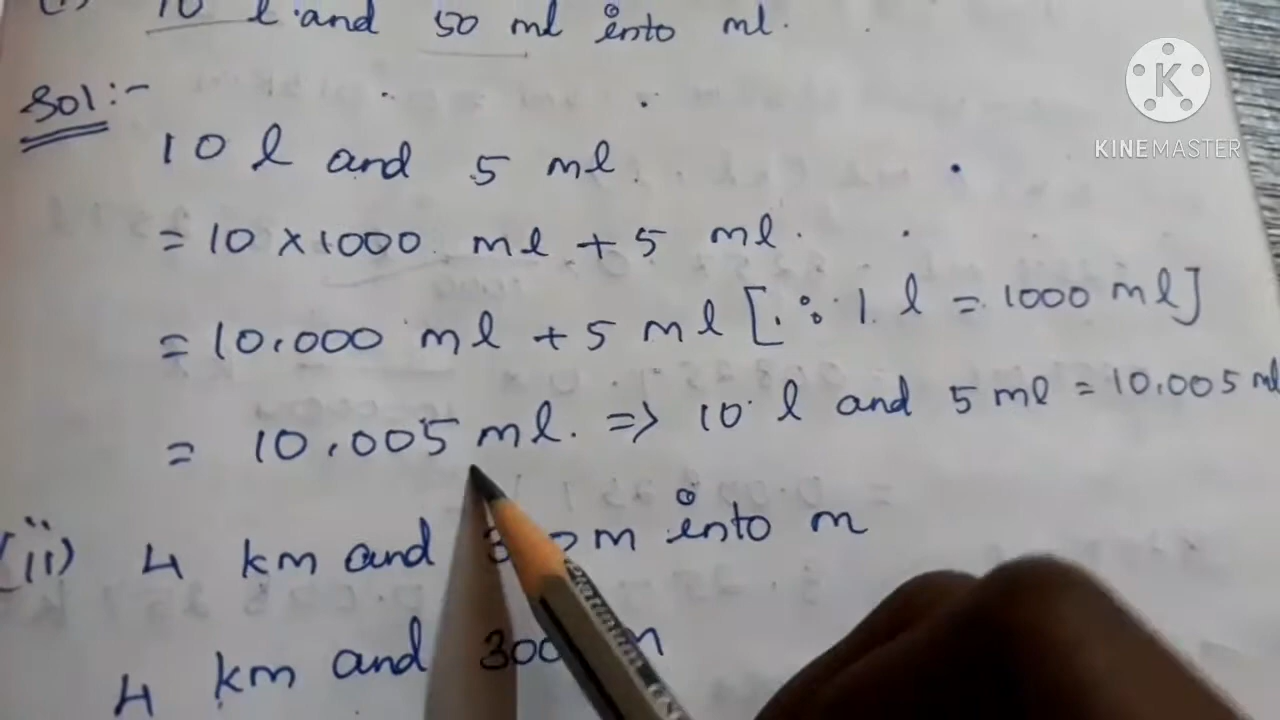 10 l and 50 ml into ml.
Sol:-
KINEMASTER
10 l and 5 ml.
= 10 × 1000 ml + 5 ml.
= 10.000 ml + 5 ml [∵ 1 l = 1000 ml]
= 10.005 ml. => 10 l and 5 ml = 10.005 ml
(ii) 4 km and m into m
4 km and 300 m